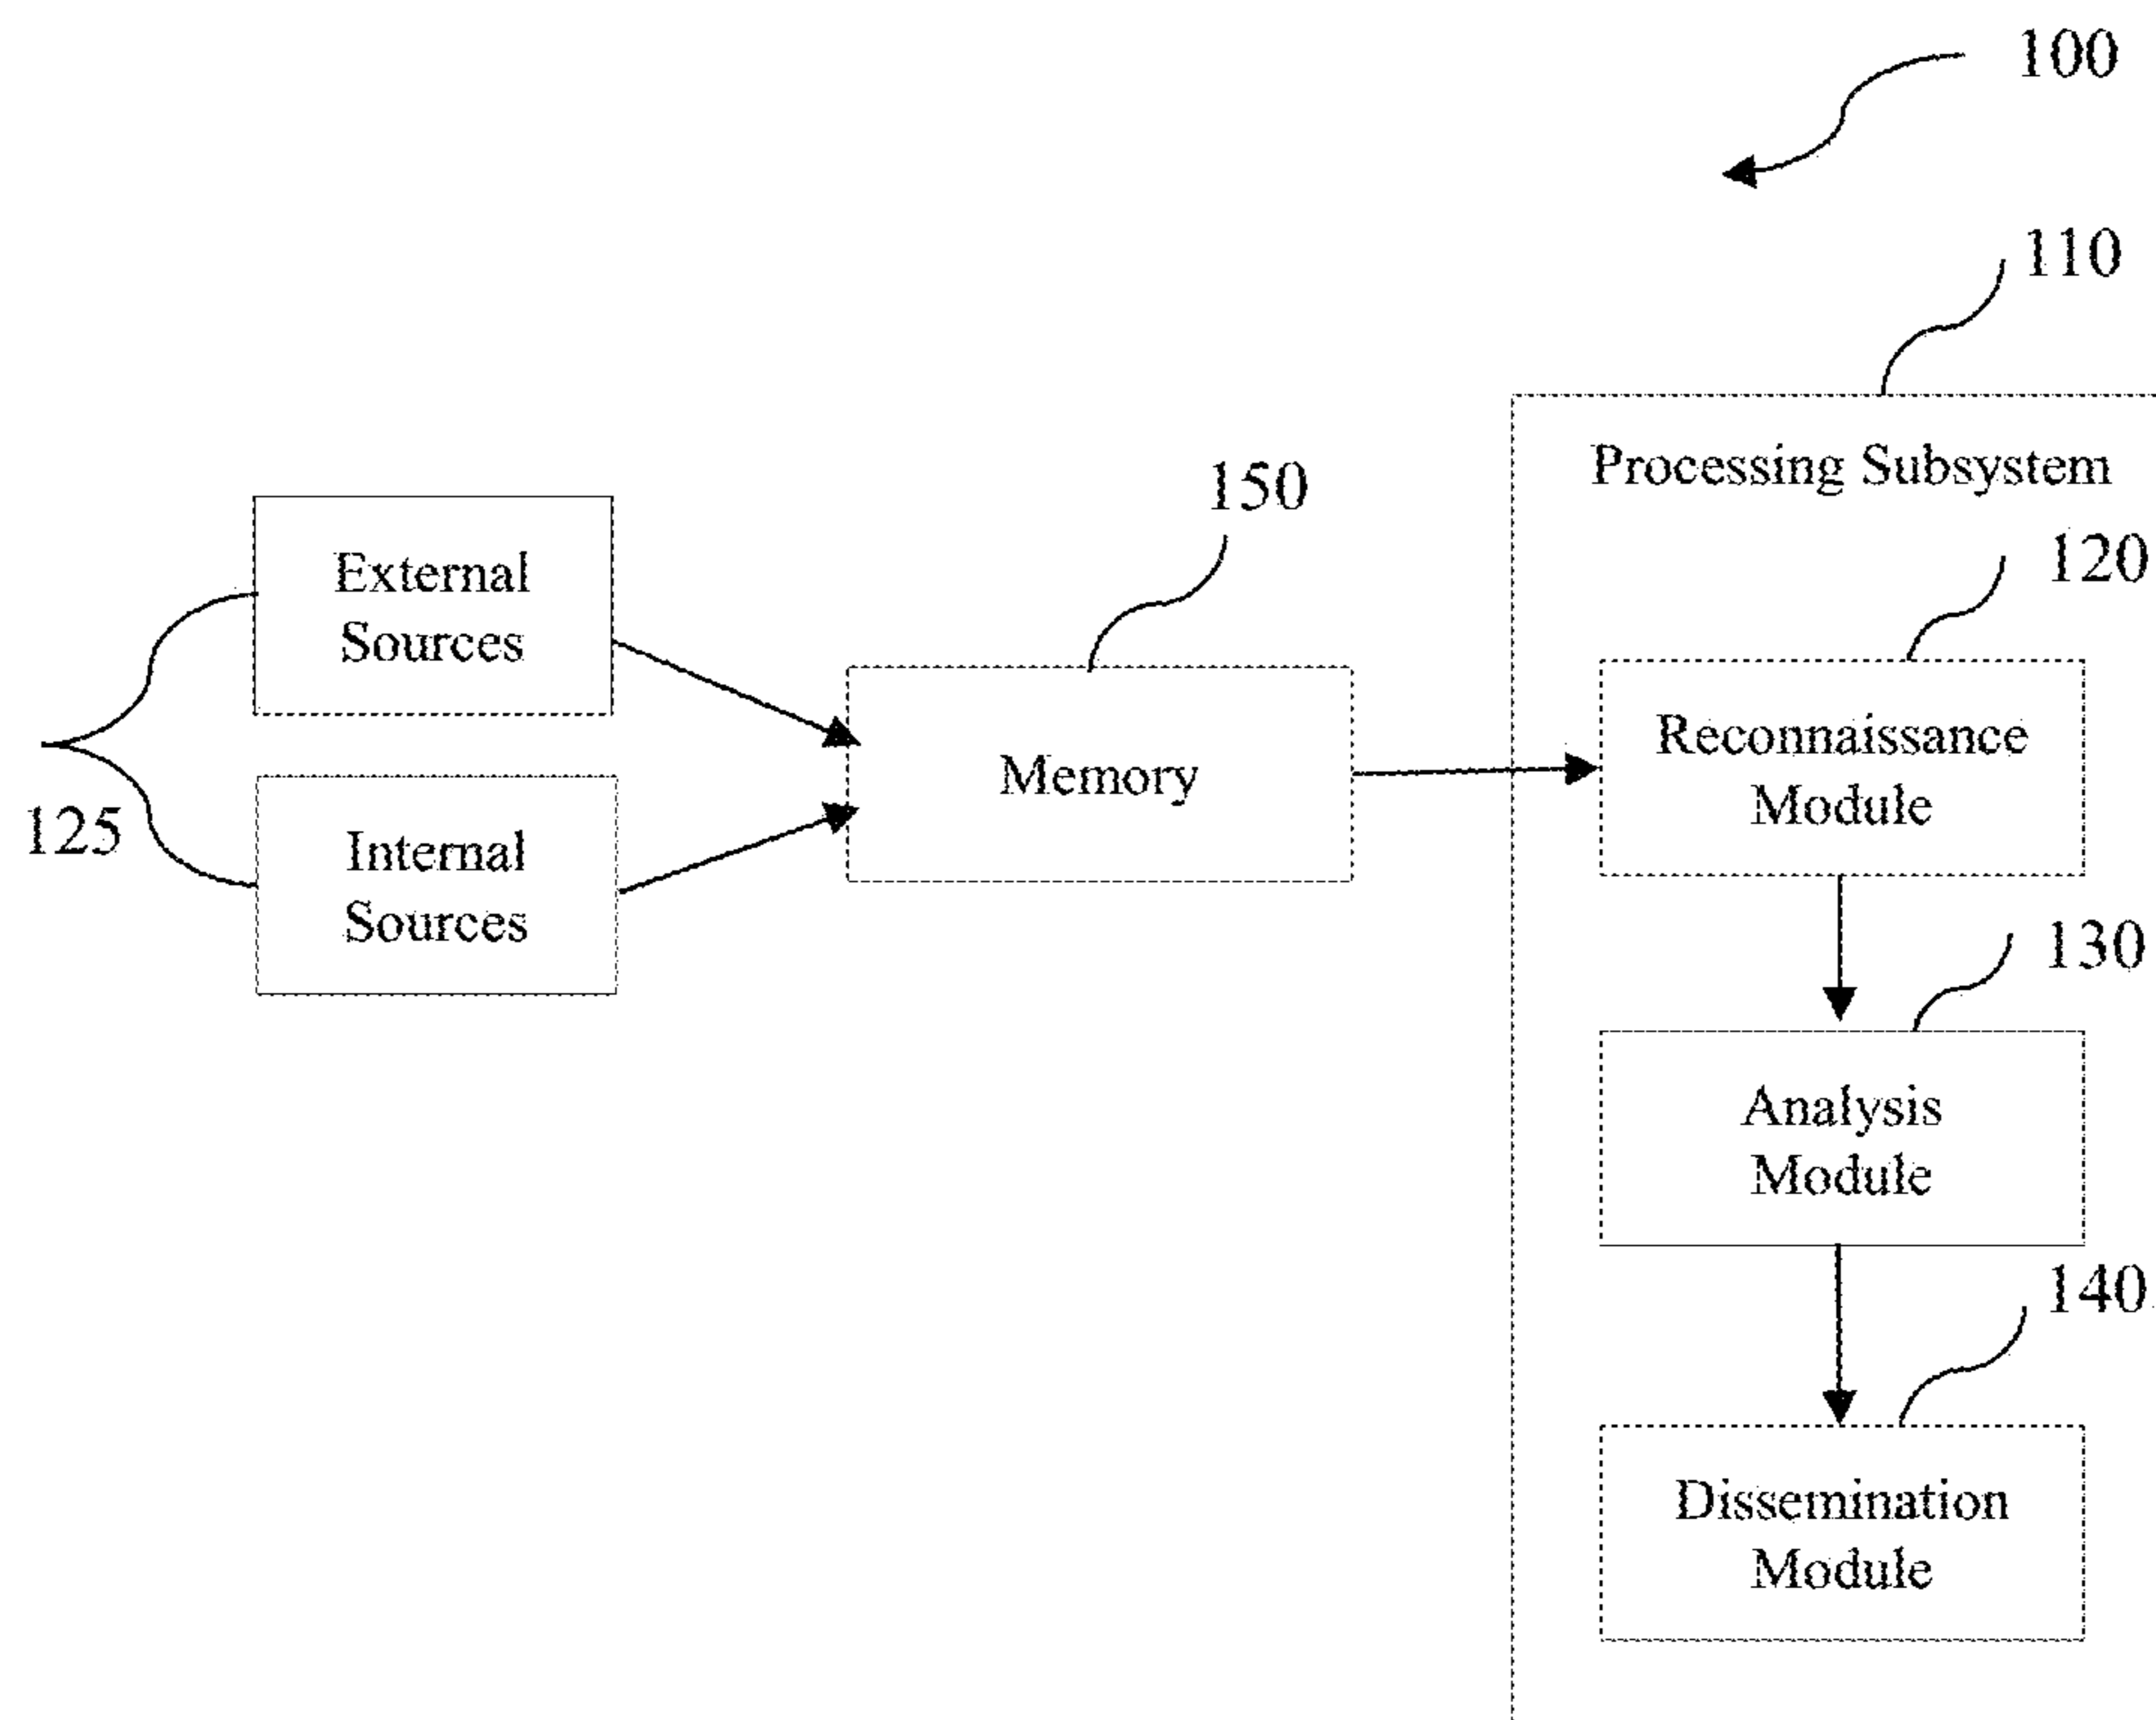 100
110
Processing Subsystem
150
120
External
Sources
Reconnaissance
Module
Memory
125
Internal
Sources
130
Analysis
Module
140
Dissemination
Module